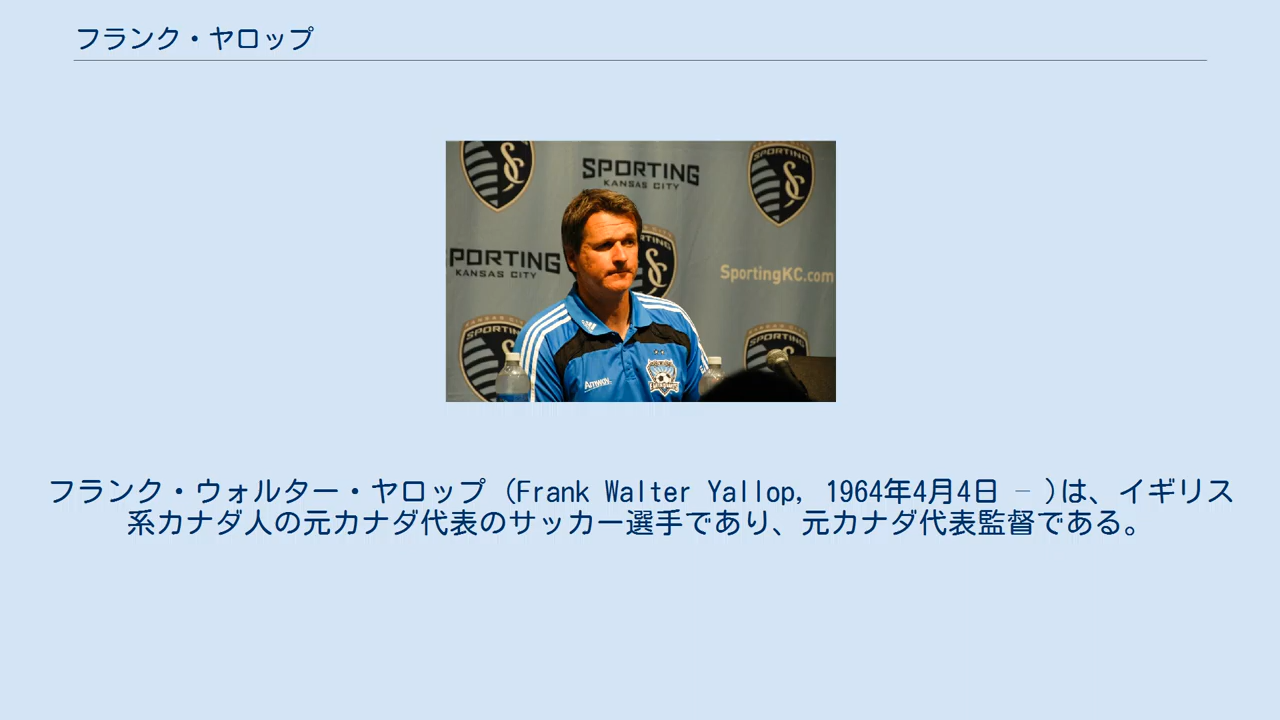 フランク・ヤロップ
SPORTING
SPORTING
KANSAS CITY
SPORTING
PORTING
KANSAS CITY
SportingKC.com
SPORTING
Amway
フランク・ウォルター・ヤロップ (Frank Walter Yallop, 1964年4月4日 – )は、イギリス
系カナダ人の元カナダ代表のサッカー選手であり、元カナダ代表監督である。